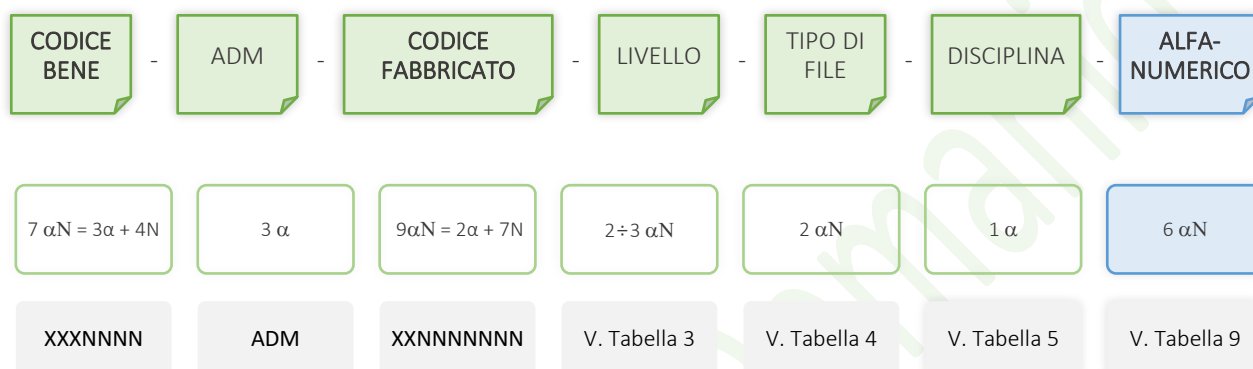 CODICE BENE - ADM - CODICE FABBRICATO - LIVELLO - TIPO DI FILE - DISCIPLINA - ALFA-NUMERICO
7 αN = 3α + 4N 3 α 9αN = 2α + 7N 2÷3 αN 2 αN 1 α 6 αN
XXXNNNN ADM XXNNNNNNN V. Tabella 3 V. Tabella 4 V. Tabella 5 V. Tabella 9